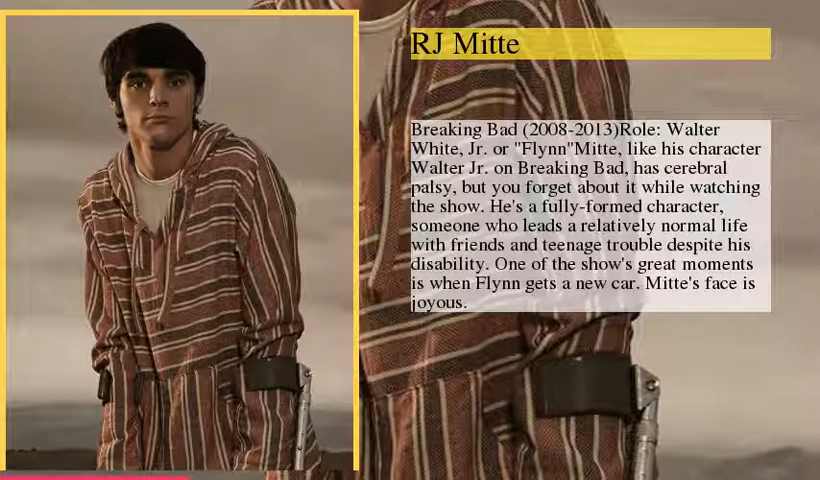 RJ Mitte
Breaking Bad (2008-2013)Role: Walter
White, Jr. or "Flynn"Mitte, like his character
Walter Jr. on Breaking Bad, has cerebral
palsy, but you forget about it while watching
the show. He's a fully-formed character,
someone who leads a relatively normal life
with friends and teenage trouble despite his
disability. One of the show's great moments
is when Flynn gets a new car. Mitte's face is
joyous.